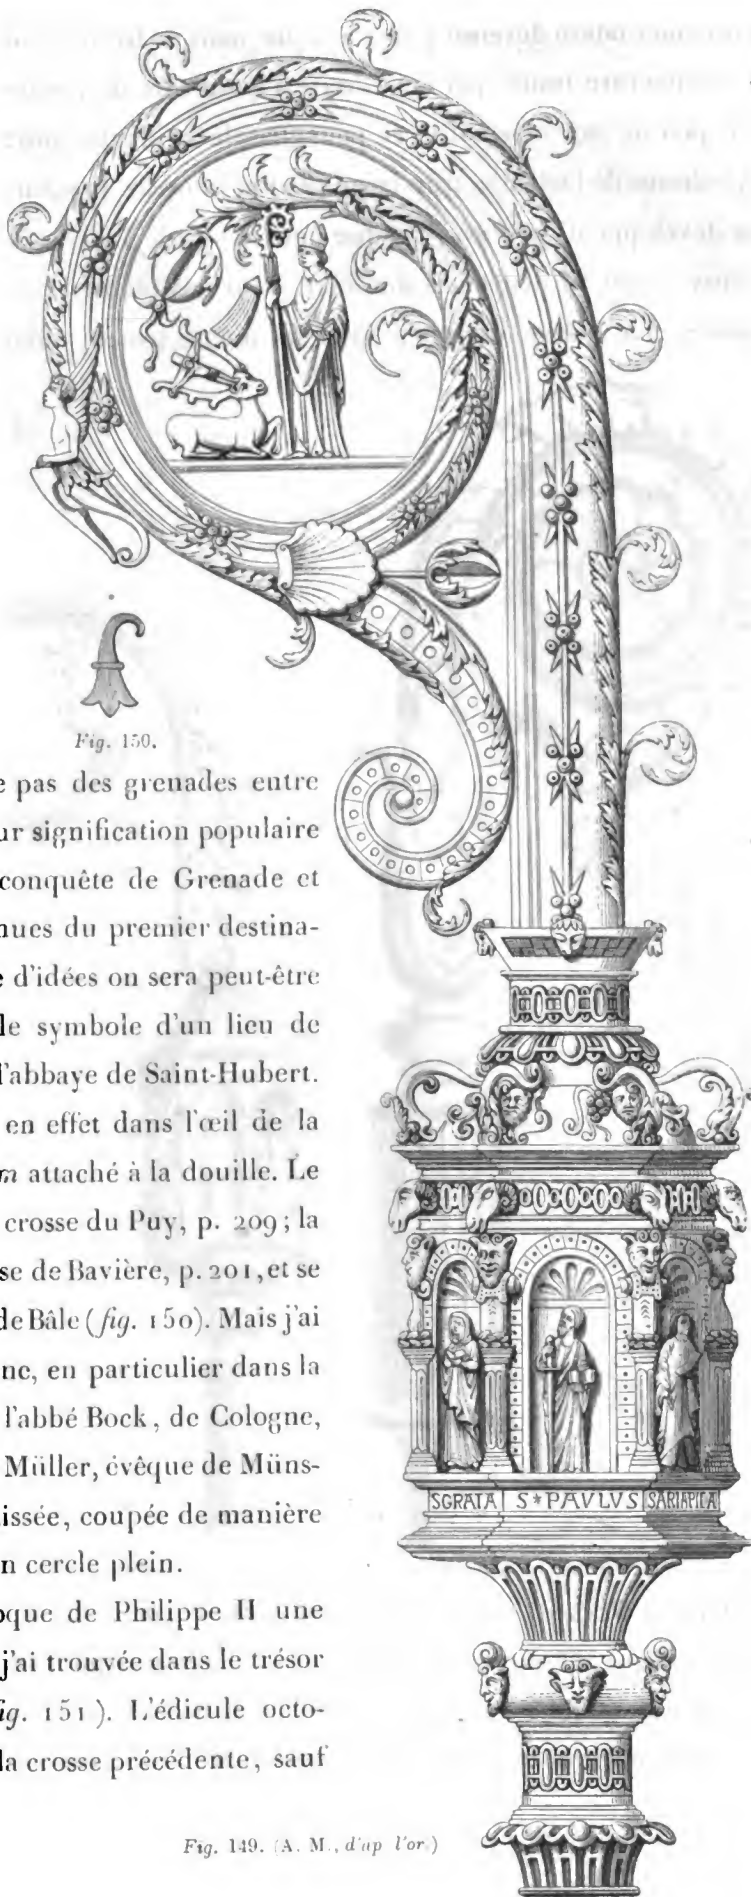 Fig. 150.
e pas des grenades entre
ur signification populaire
conquête de Grenade et
nues du premier destina-
e d'idées on sera peut-être
le symbole d'un lieu de
l'abbaye de Saint-Hubert.
en effet dans l'œil de la
m attaché à la douille. Le
crosse du Puy, p. 209; la
se de Bavière, p. 201, et se
de Bâle (fig. 150). Mais j'ai
ne, en particulier dans la
l'abbé Bock, de Cologne,
Müller, évêque de Müns-
issée, coupée de manière
n cercle plein.
oque de Philippe II une
j'ai trouvée dans le trésor
ig. 151). L'édicule octo-
la crosse précédente, sauf
SGRATA S*PAVLVS SARIAPITA
Fig. 149. (A. M., d'ap l'or.)